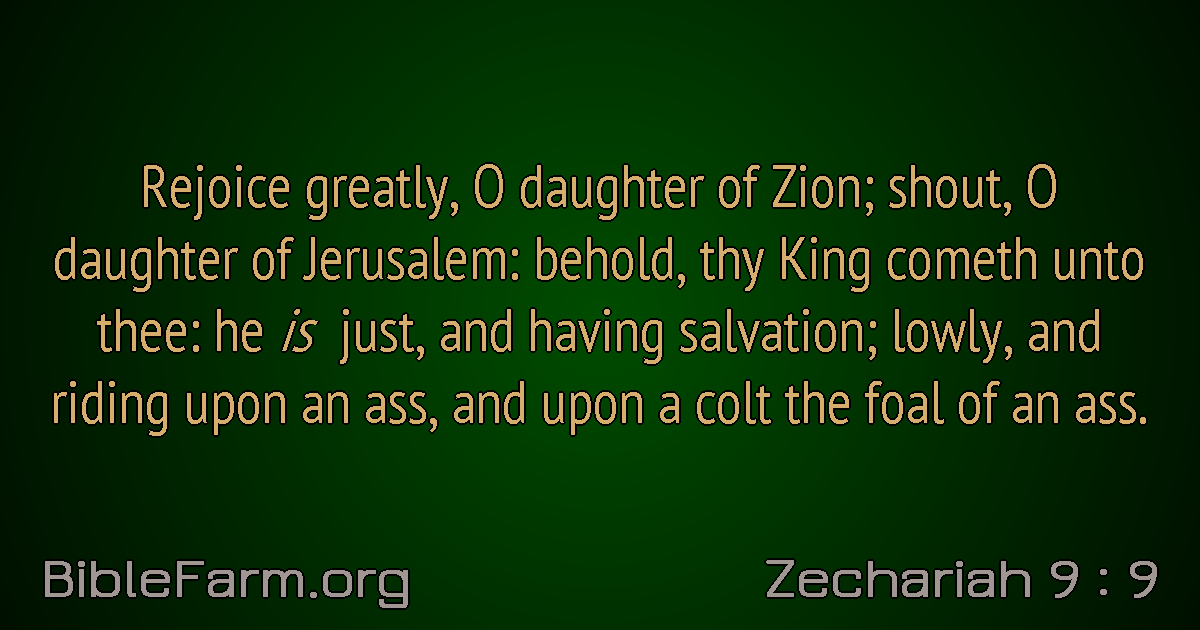 Rejoice greatly, O daughter of Zion; shout, O
daughter of Jerusalem: behold, thy King cometh unto
thee: he is just, and having salvation; lowly, and
riding upon an ass, and upon a colt the foal of an ass.
BibleFarm.org
Zechariah 9 : 9